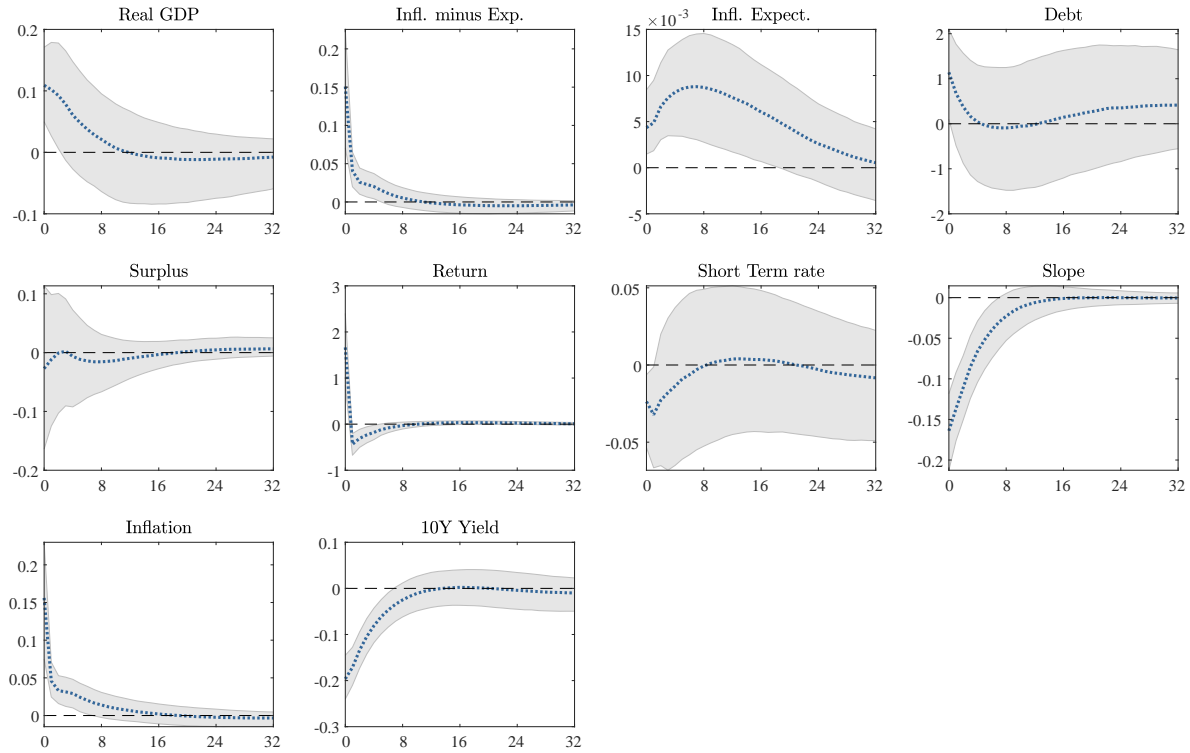 Real GDP
0.2
0.1
0
-0.1
0 8 16 24 32
Infl. minus Exp.
0.2
0.15
0.1
0.05
0
0 8 16 24 32
×10⁻³
Infl. Expect.
15
10
5
0
-5
0 8 16 24 32
Debt
2
1
0
-1
-2
0 8 16 24 32
Surplus
0.1
0
-0.1
-0.2
0 8 16 24 32
Return
3
2
1
0
-1
0 8 16 24 32
Short Term rate
0.05
0
-0.05
0 8 16 24 32
Slope
0
-0.05
-0.1
-0.15
-0.2
0 8 16 24 32
Inflation
0.2
0.15
0.1
0.05
0
0 8 16 24 32
10Y Yield
0.1
0
-0.1
-0.2
-0.3
0 8 16 24 32